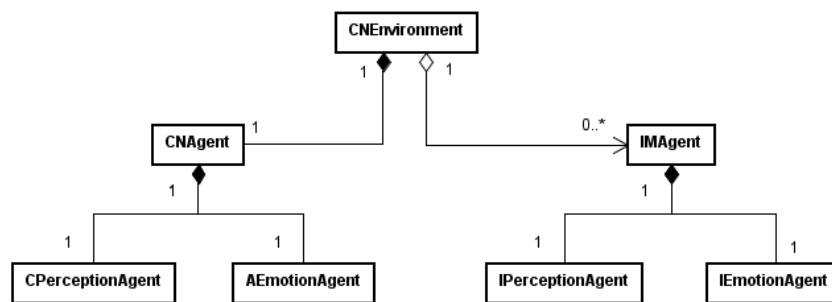 CNEnvironment
1
1
1
0..*
CNAgent
IMAgent
1
1
1
1
1
1
CPerceptionAgent
AEmotionAgent
IPerceptionAgent
IEmotionAgent